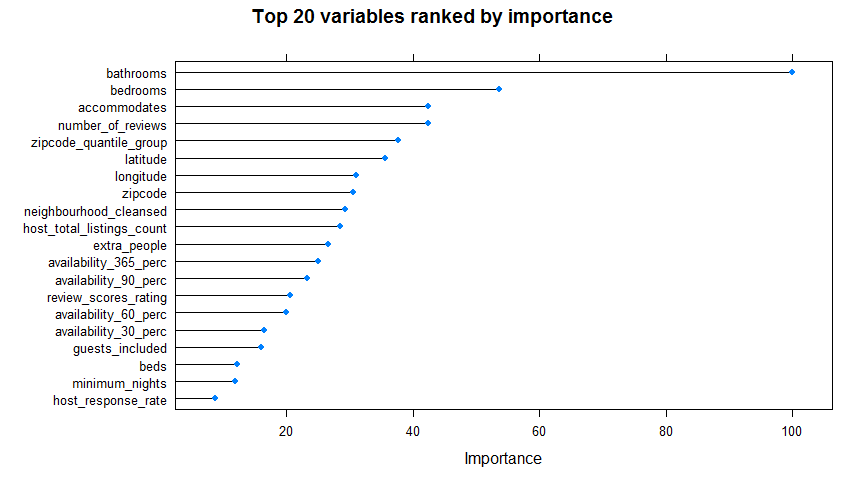 Top 20 variables ranked by importance
bathrooms
bedrooms
accommodates
number_of_reviews
zipcode_quantile_group
latitude
longitude
zipcode
neighbourhood_cleansed
host_total_listings_count
extra_people
availability_365_perc
availability_90_perc
review_scores_rating
availability_60_perc
availability_30_perc
guests_included
beds
minimum_nights
host_response_rate
20 40 60 80 100
Importance